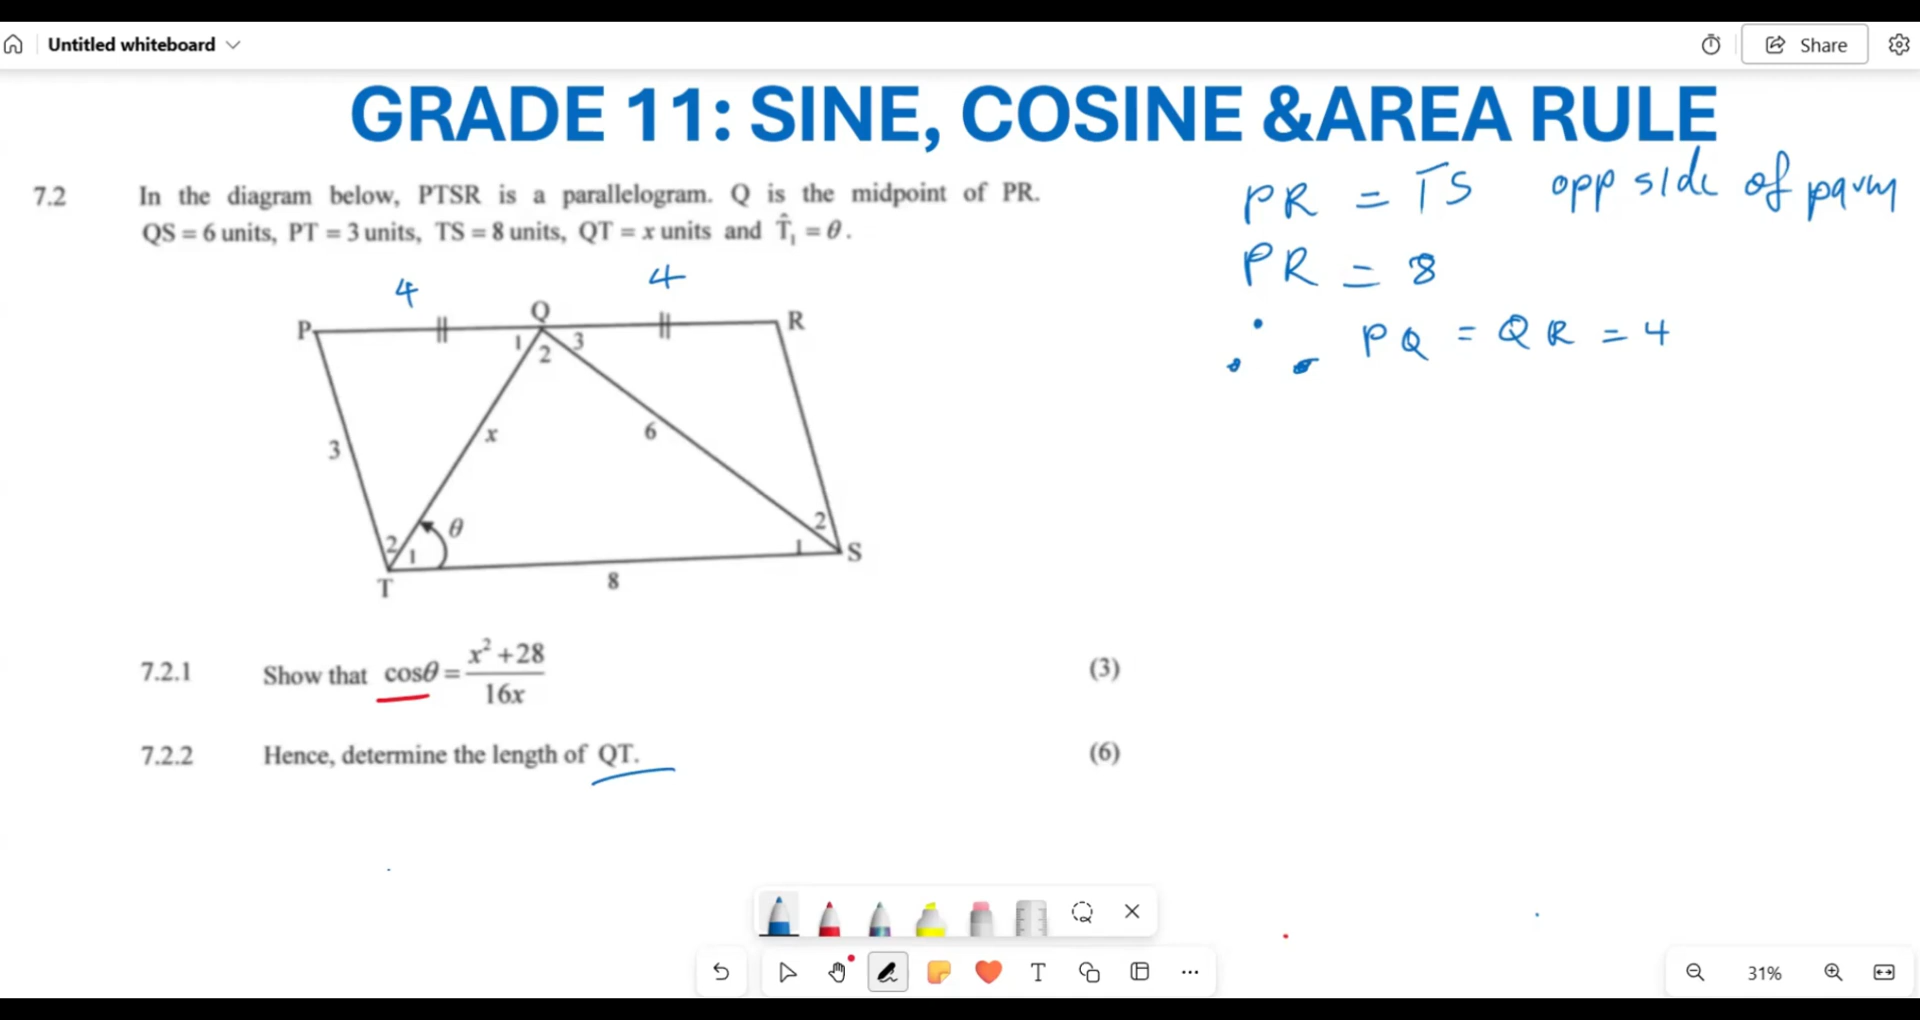 Untitled whiteboard
Share
GRADE 11: SINE, COSINE &AREA RULE
7.2 In the diagram below, PTSR is a parallelogram. Q is the midpoint of PR.
QS = 6 units, PT = 3 units, TS = 8 units, QT = x units and T̂₁ = θ.
PR = TS opp side of parm
PR = 8
∴ PQ = QR = 4
4 4
P Q R
1 2 3
3 x 6
2 1 θ 2 1 S
T 8
7.2.1 Show that cosθ = (x² + 28)/(16x) (3)
7.2.2 Hence, determine the length of QT. (6)
T
31%